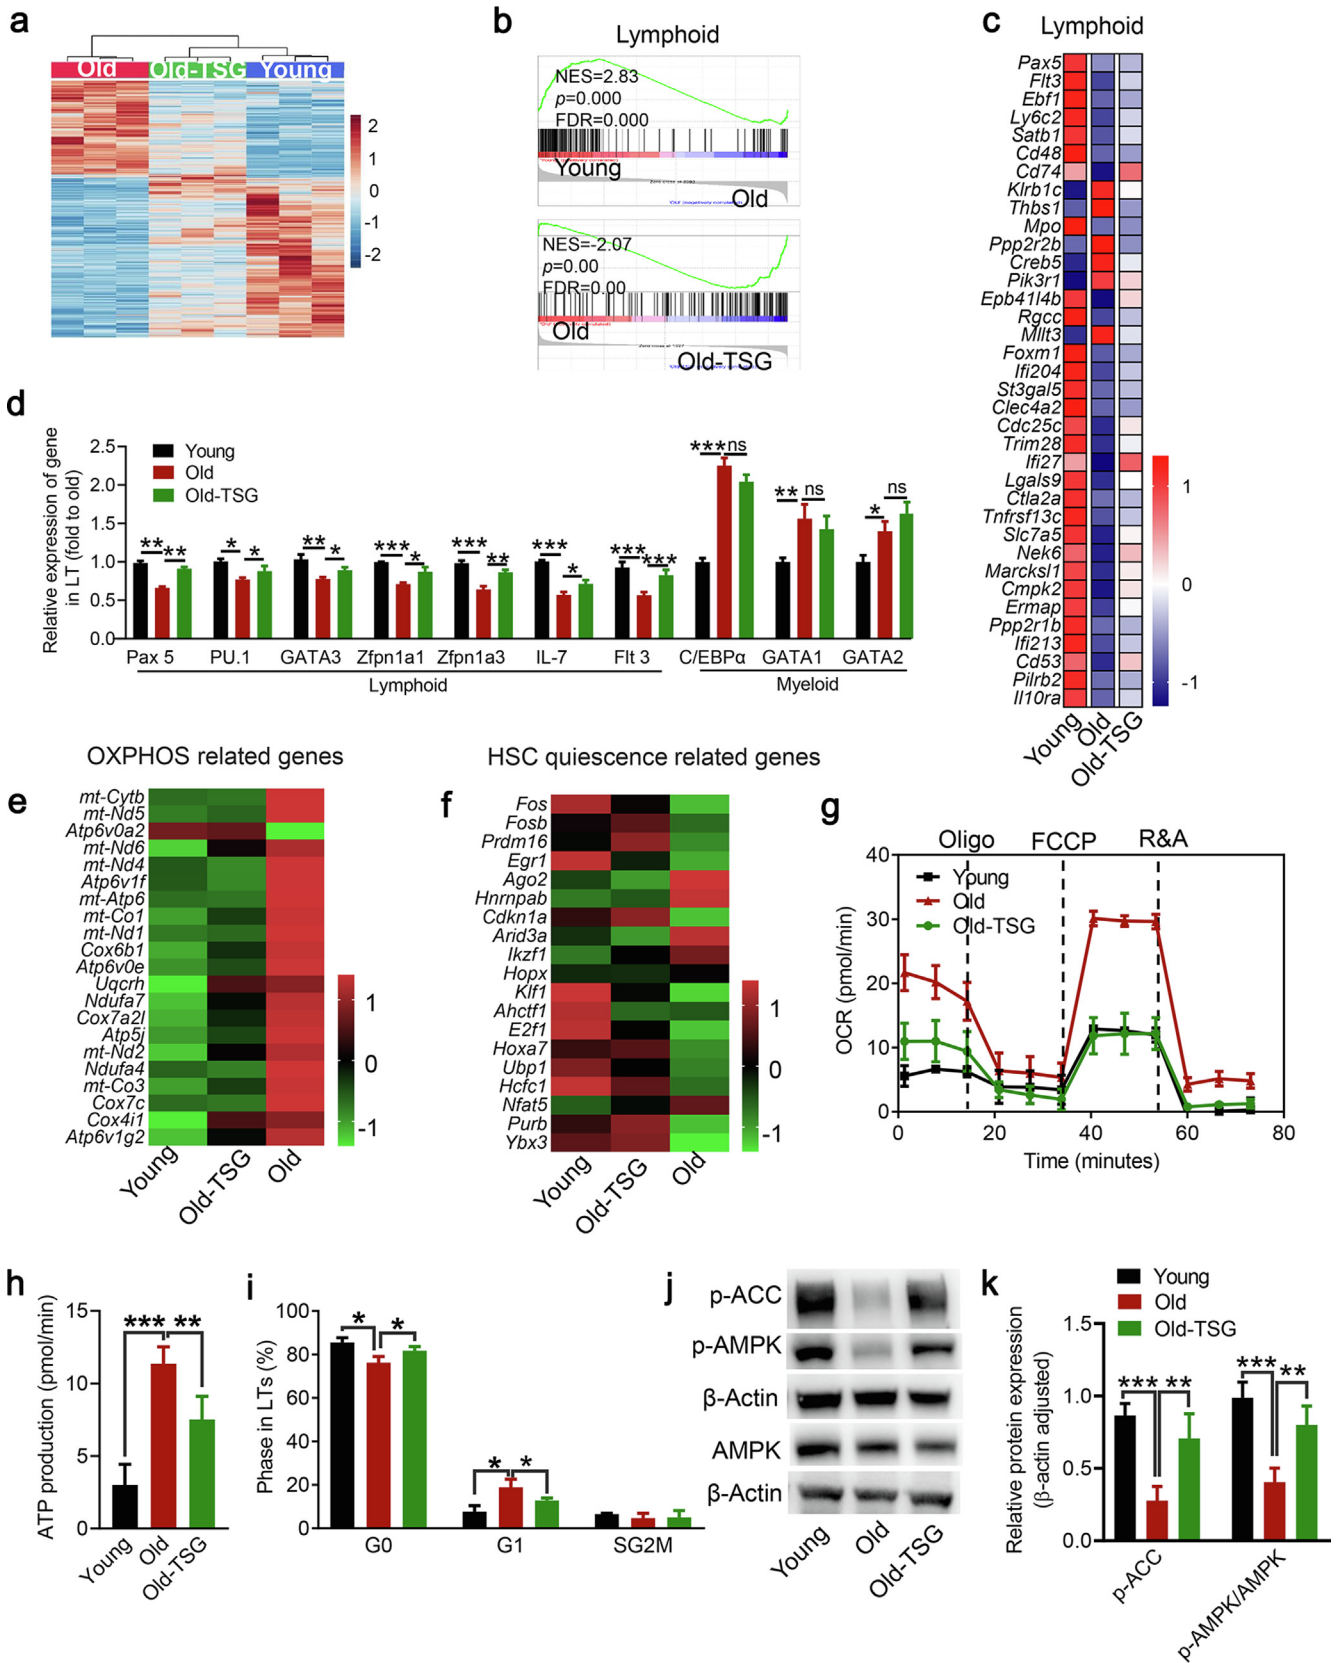 a
Old Old-TSG Young
2
1
0
-1
-2
b
Lymphoid
NES=2.83
p=0.000
FDR=0.000
Young
Old
NES=-2.07
p=0.00
FDR=0.00
Old
Old-TSG
c
Lymphoid
Pax5
Flt3
Ebf1
Ly6c2
Satb1
Cd48
Cd74
Klrb1c
Thbs1
Mpo
Ppp2r2b
Creb5
Pik3r1
Epb41l4b
Rgcc
Mllt3
Foxm1
Ifi204
St3gal5
Clec4a2
Cdc25c
Trim28
Ifi27
Lgals9
Ctla2a
Tnfrsf13c
Slc7a5
Nek6
Marcksl1
Cmpk2
Ermap
Ppp2r1b
Ifi213
Cd53
Pilrb2
Il10ra
Young
Old
Old-TSG
1
0
-1
d
Relative expression of gene
in LT (fold to old)
2.5
2.0
1.5
1.0
0.5
0.0
Young
Old
Old-TSG
** ** * * ** * *** * *** ** *** * *** *** *** ns ** ns * ns
Pax 5 PU.1 GATA3 Zfpn1a1 Zfpn1a3 IL-7 Flt 3 C/EBPα GATA1 GATA2
Lymphoid Myeloid
e
OXPHOS related genes
mt-Cytb
mt-Nd5
Atp6v0a2
mt-Nd6
mt-Nd4
Atp6v1f
mt-Atp6
mt-Co1
mt-Nd1
Cox6b1
Atp6v0e
Uqcrh
Ndufa7
Cox7a2l
Atp5j
mt-Nd2
Ndufa4
mt-Co3
Cox7c
Cox4i1
Atp6v1g2
Young
Old-TSG
Old
1
0
-1
f
HSC quiescence related genes
Fos
Fosb
Prdm16
Egr1
Ago2
Hnrnpab
Cdkn1a
Arid3a
Ikzf1
Hopx
Klf1
Ahctf1
E2f1
Hoxa7
Ubp1
Hcfc1
Nfat5
Purb
Ybx3
Young
Old-TSG
Old
1
0
-1
g
Oligo FCCP R&A
Young
Old
Old-TSG
OCR (pmol/min)
40
30
20
10
0
0 20 40 60 80
Time (minutes)
h
ATP production (pmol/min)
15
10
5
0
*** **
Young
Old
Old-TSG
i
Phase in LTs (%)
100
80
60
40
20
0
* *
* *
G0 G1 SG2M
j
p-ACC
p-AMPK
β-Actin
AMPK
β-Actin
Young
Old
Old-TSG
k
Young
Old
Old-TSG
Relative protein expression
(β-actin adjusted)
1.5
1.0
0.5
0.0
*** ** *** **
p-ACC
p-AMPK/AMPK